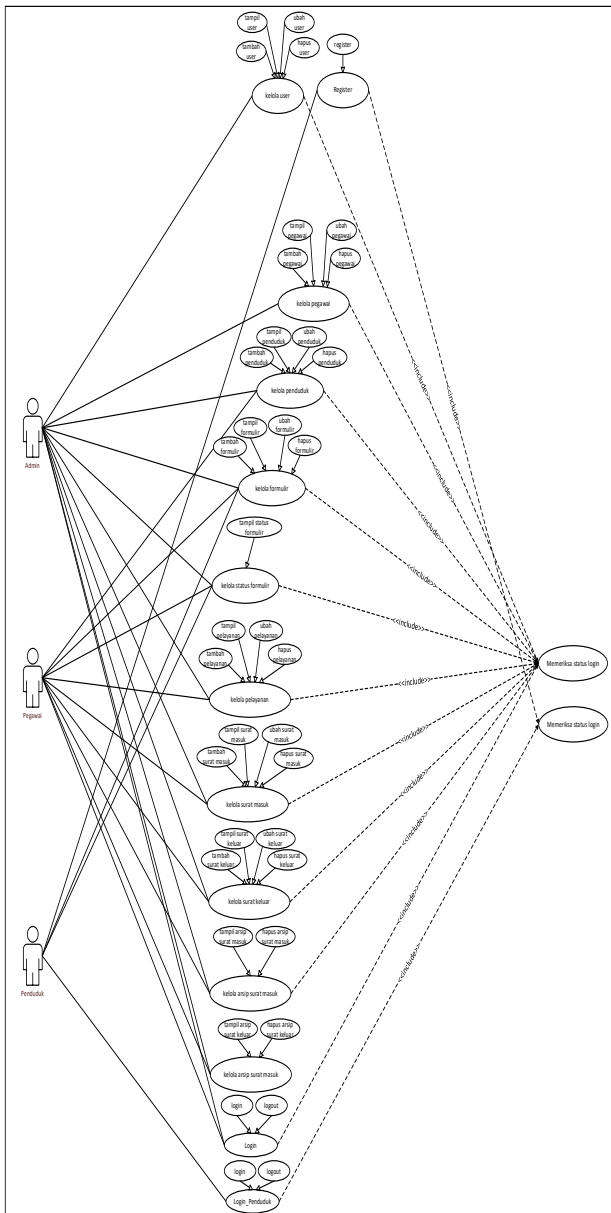 tampil
user
ubah
user
tambah
user
hapus
user
kelola user
register
Register
tampil
pegawai
ubah
pegawai
tambah
pegawai
hapus
pegawai
kelola pegawai
tampil
penduduk
ubah
penduduk
tambah
penduduk
hapus
penduduk
kelola penduduk
tampil
formulir
ubah
formulir
tambah
formulir
hapus
formulir
kelola formulir
tampil status
formulir
kelola status formulir
tampil
pelayanan
ubah
pelayanan
tambah
pelayanan
hapus
pelayanan
kelola pelayanan
tampil surat
masuk
ubah surat
masuk
tambah
surat masuk
hapus surat
masuk
kelola surat masuk
tampil surat
keluar
ubah surat
keluar
tambah
surat keluar
hapus surat
keluar
kelola surat keluar
tampil arsip
surat masuk
hapus arsip
surat masuk
kelola arsip surat masuk
tampil arsip
surat keluar
hapus arsip
surat keluar
kelola arsip surat masuk
login
logout
Login
login
logout
Login_Penduduk
Admin
Pegawai
Penduduk
<<include>>
<<include>>
<<include>>
<<include>>
<<include>>
<<include>>
<<include>>
<<include>>
<<include>>
<<include>>
<<include>>
<<include>>
Memeriksa status login
Memeriksa status login